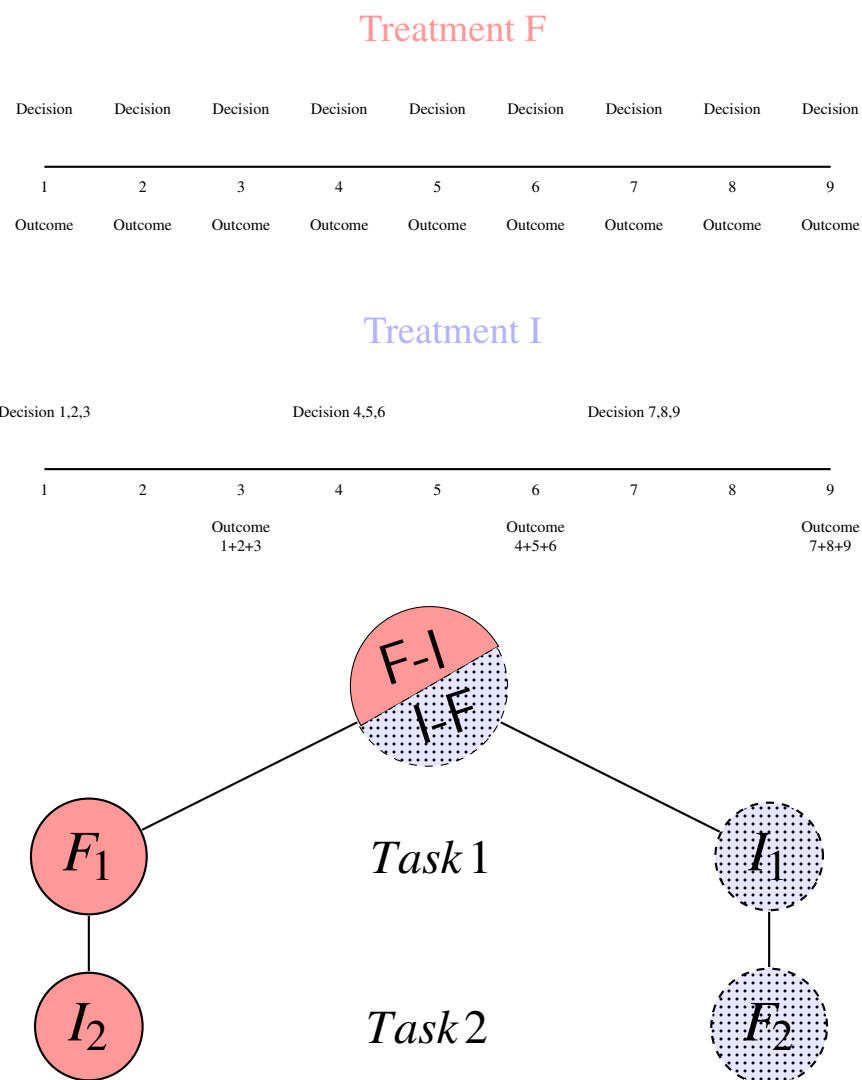 Treatment F
Decision Decision Decision Decision Decision Decision Decision Decision Decision
1 2 3 4 5 6 7 8 9
Outcome Outcome Outcome Outcome Outcome Outcome Outcome Outcome Outcome
Treatment I
Decision 1,2,3 Decision 4,5,6 Decision 7,8,9
1 2 3 4 5 6 7 8 9
Outcome Outcome Outcome
1+2+3 4+5+6 7+8+9
F-I
I-F
F₁ Task 1 I₁
I₂ Task 2 F₂